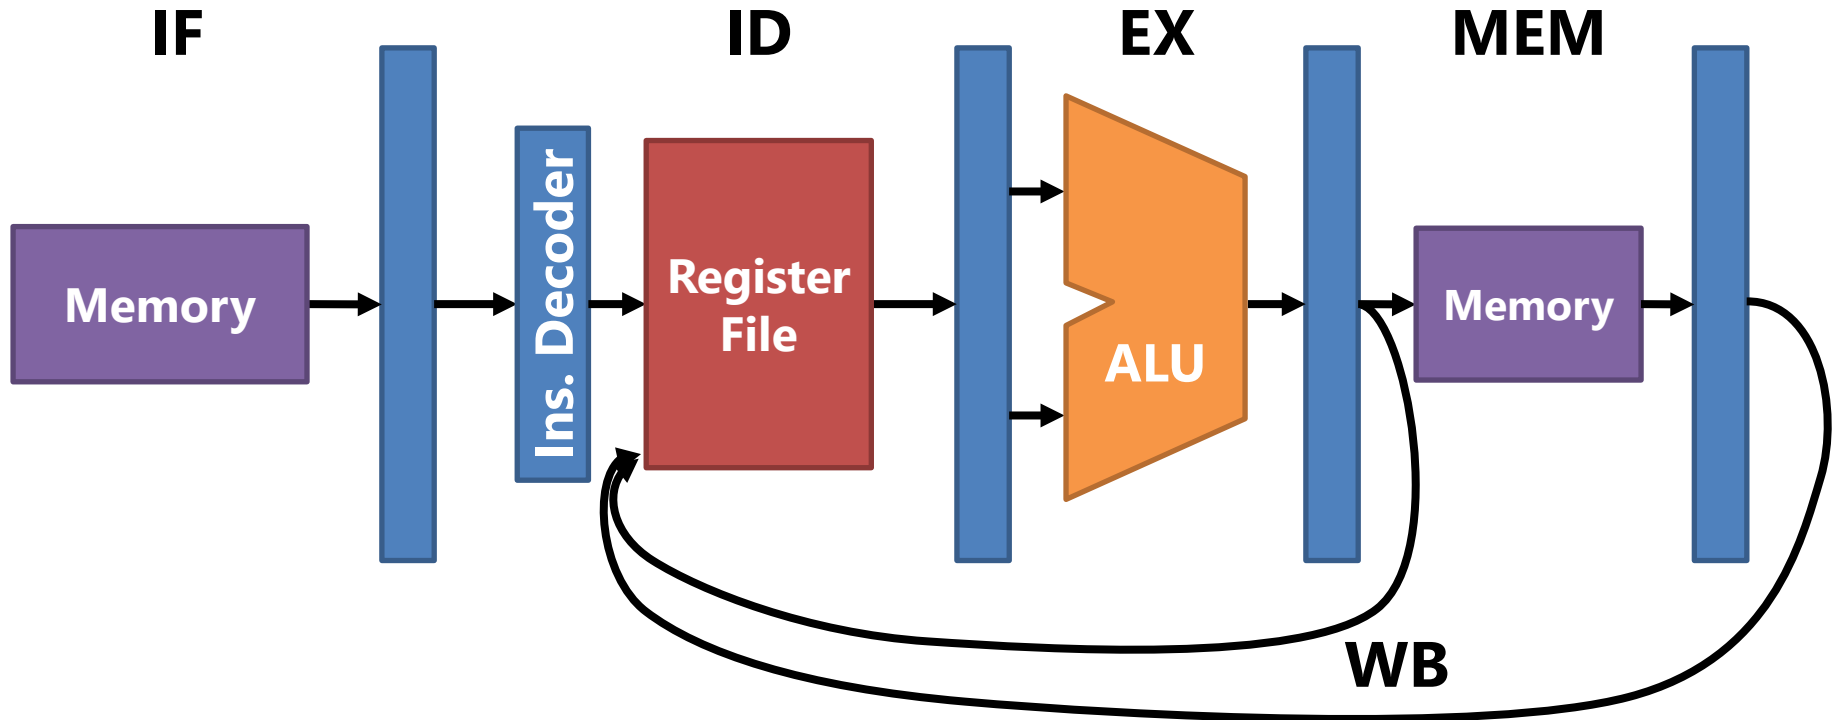 IF
ID
EX
MEM
Memory
Ins. Decoder
Register
File
ALU
Memory
WB